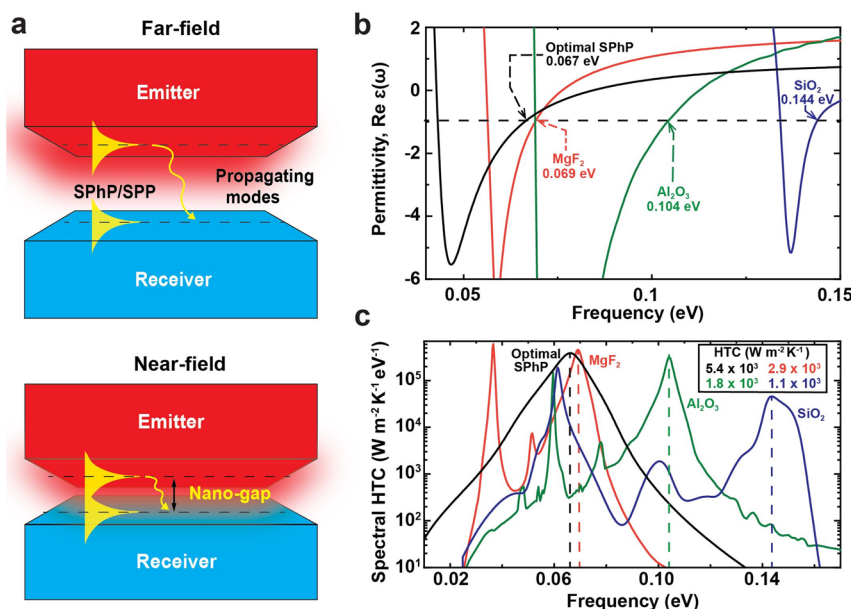 a
Far-field
Emitter
SPhP/SPP
Propagating
modes
Receiver
Near-field
Emitter
Nano-gap
Receiver
b
Permittivity, Re ε(ω)
2
0
-2
-4
-6
0.05
0.1
0.15
Frequency (eV)
Optimal SPhP
0.067 eV
MgF₂
0.069 eV
Al₂O₃
0.104 eV
SiO₂
0.144 eV
c
Spectral HTC (W m⁻² K⁻¹ eV⁻¹)
10⁵
10⁴
10³
10²
10
0.02
0.06
0.10
0.14
Frequency (eV)
Optimal
SPhP
MgF₂
Al₂O₃
SiO₂
HTC (W m⁻² K⁻¹)
5.4 x 10³ 2.9 x 10³
1.8 x 10³ 1.1 x 10³